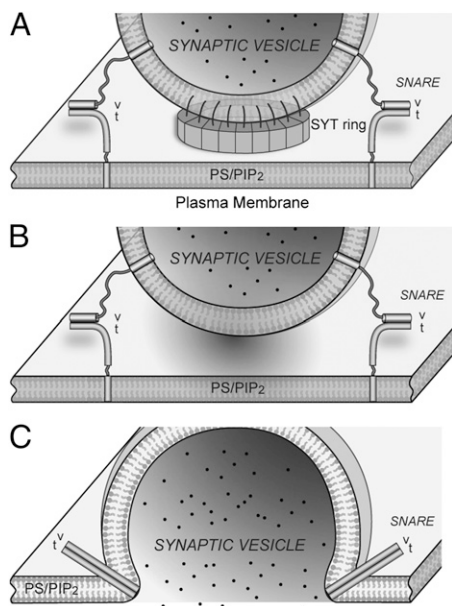 A
SYNAPTIC VESICLE
SNARE
v
t
SYT ring
v
t
PS/PIP₂
Plasma Membrane
B
SYNAPTIC VESICLE
SNARE
v
t
v
t
PS/PIP₂
C
SYNAPTIC VESICLE
SNARE
v
t
v
t
PS/PIP₂